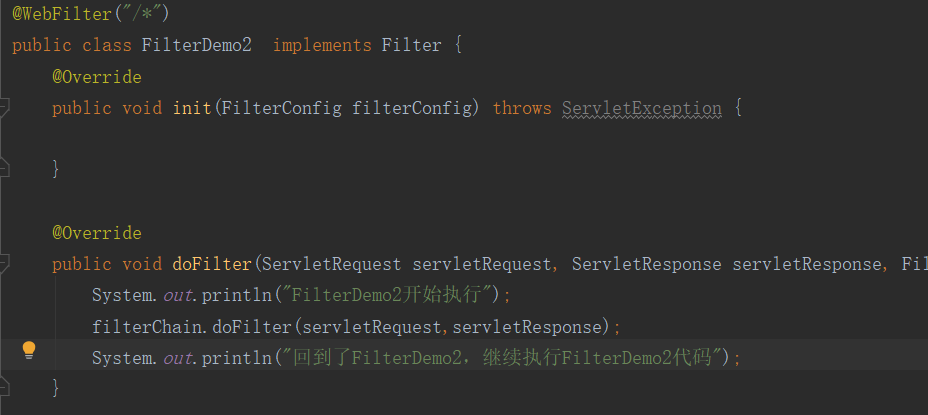 @WebFilter("/*")
public class FilterDemo2  implements Filter {
@Override
public void init(FilterConfig filterConfig) throws ServletException {
}
@Override
public void doFilter(ServletRequest servletRequest, ServletResponse servletResponse, Fil
System.out.println("FilterDemo2开始执行");
filterChain.doFilter(servletRequest,servletResponse);
System.out.println("回到了FilterDemo2，继续执行FilterDemo2代码");
}